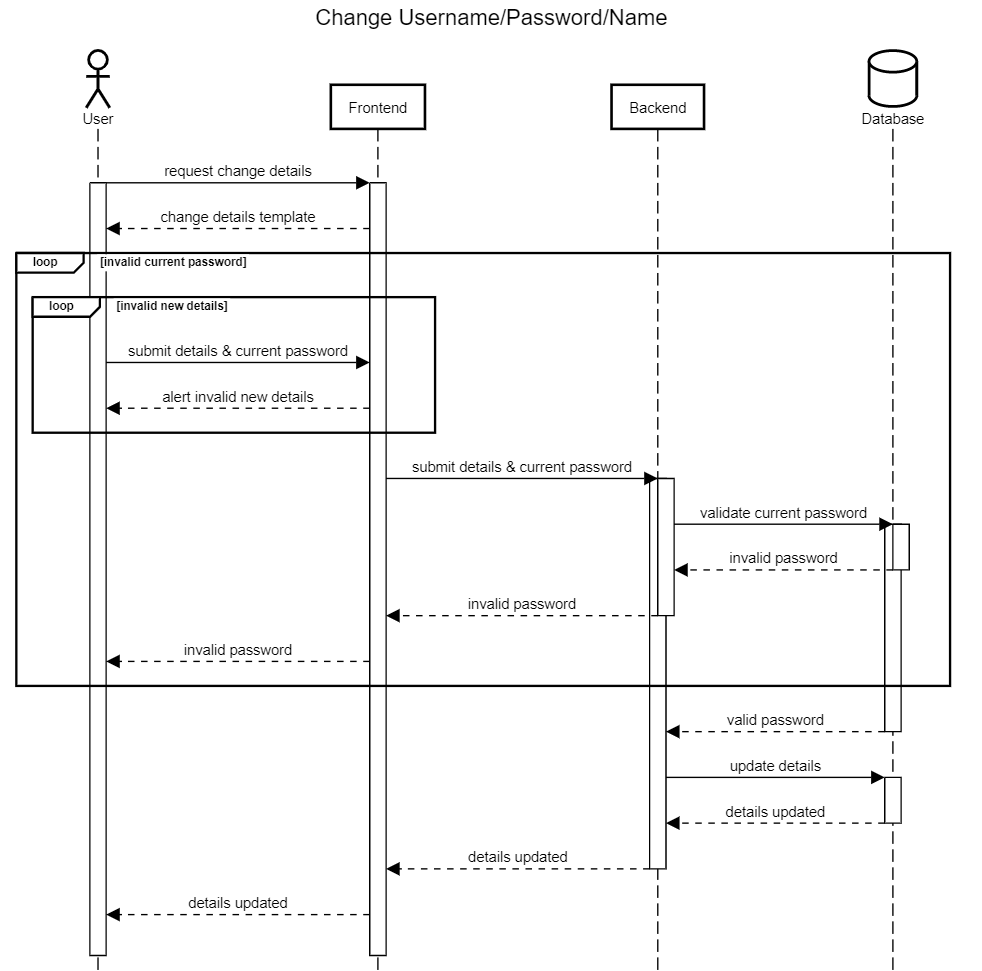 Change Username/Password/Name
User
Frontend
Backend
Database
request change details
change details template
loop [invalid current password]
loop [invalid new details]
submit details & current password
alert invalid new details
submit details & current password
validate current password
invalid password
invalid password
invalid password
valid password
update details
details updated
details updated
details updated